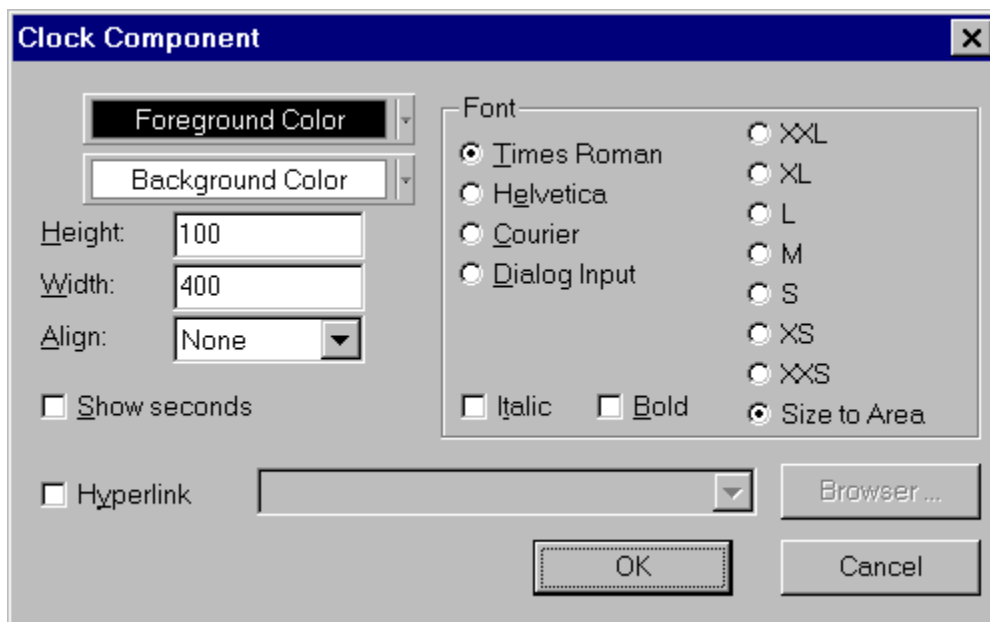 Clock Component
Foreground Color
Background Color
Height: 100
Width: 400
Align: None
Show seconds
Font
Times Roman
Helvetica
Courier
Dialog Input
Italic Bold
XXL
XL
L
M
S
XS
XXS
Size to Area
Hyperlink
Browser ...
OK Cancel